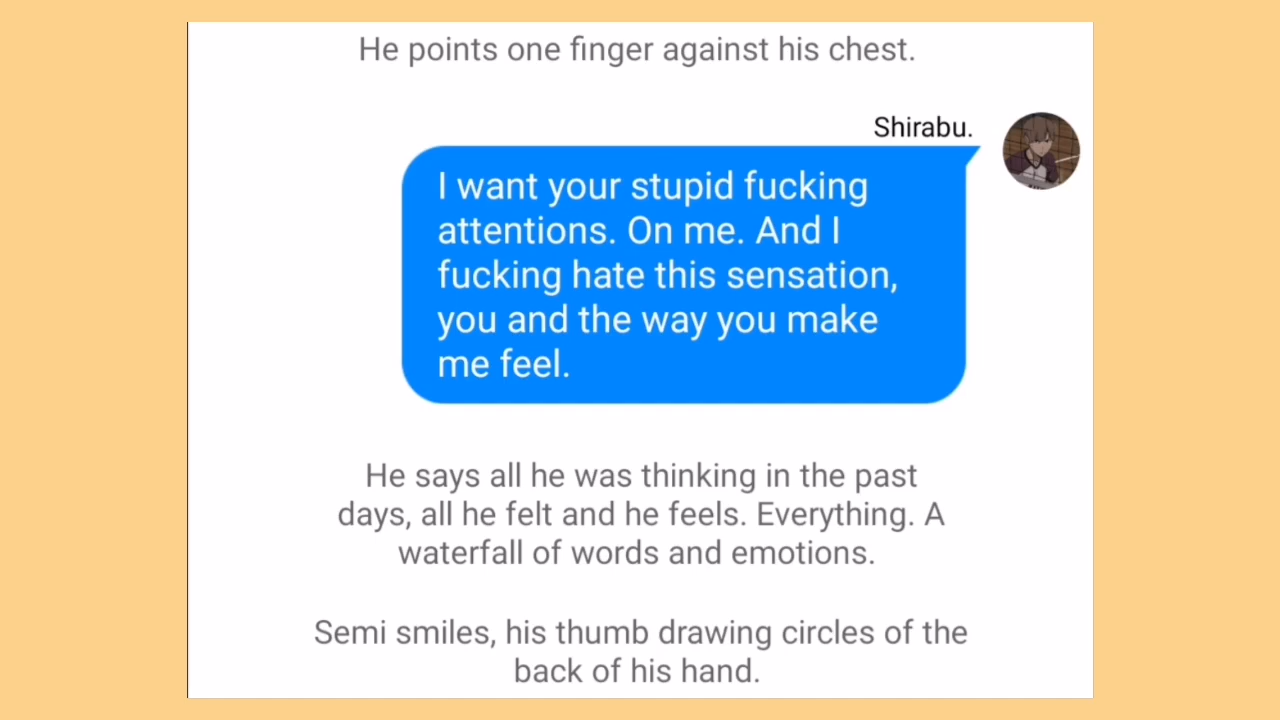 He points one finger against his chest.
Shirabu.
I want your stupid fucking
attentions. On me. And I
fucking hate this sensation,
you and the way you make
me feel.
He says all he was thinking in the past
days, all he felt and he feels. Everything. A
waterfall of words and emotions.
Semi smiles, his thumb drawing circles of the
back of his hand.